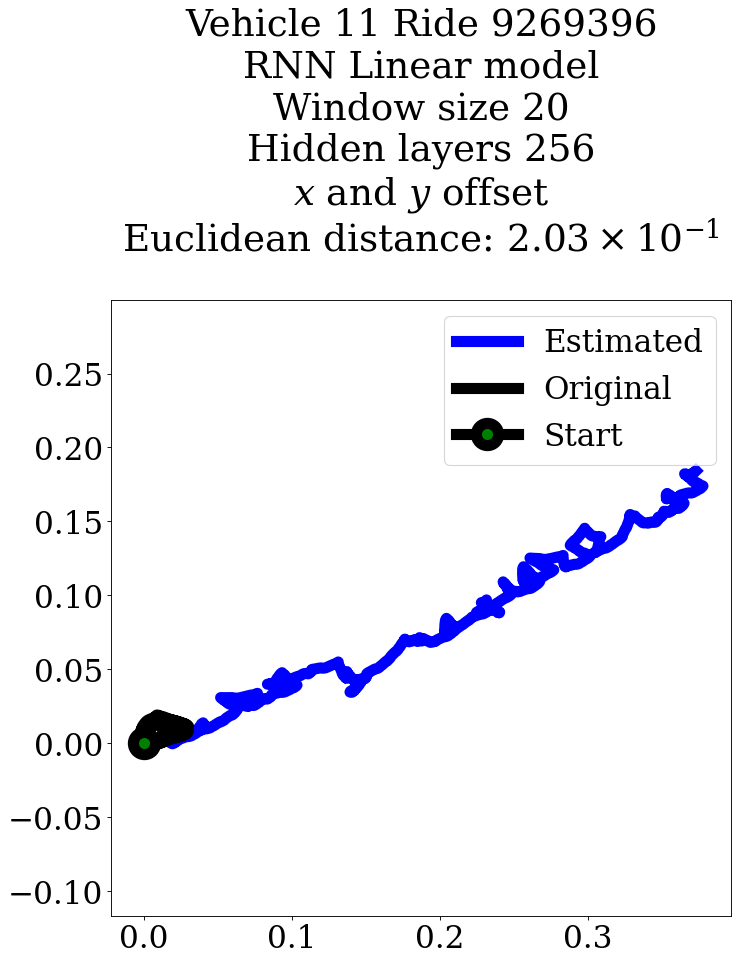 Vehicle 11 Ride 9269396
RNN Linear model
Window size 20
Hidden layers 256
x and y offset
Euclidean distance: 2.03 × 10⁻¹
Estimated
Original
Start
0.25
0.20
0.15
0.10
0.05
0.00
−0.05
−0.10
0.0 0.1 0.2 0.3